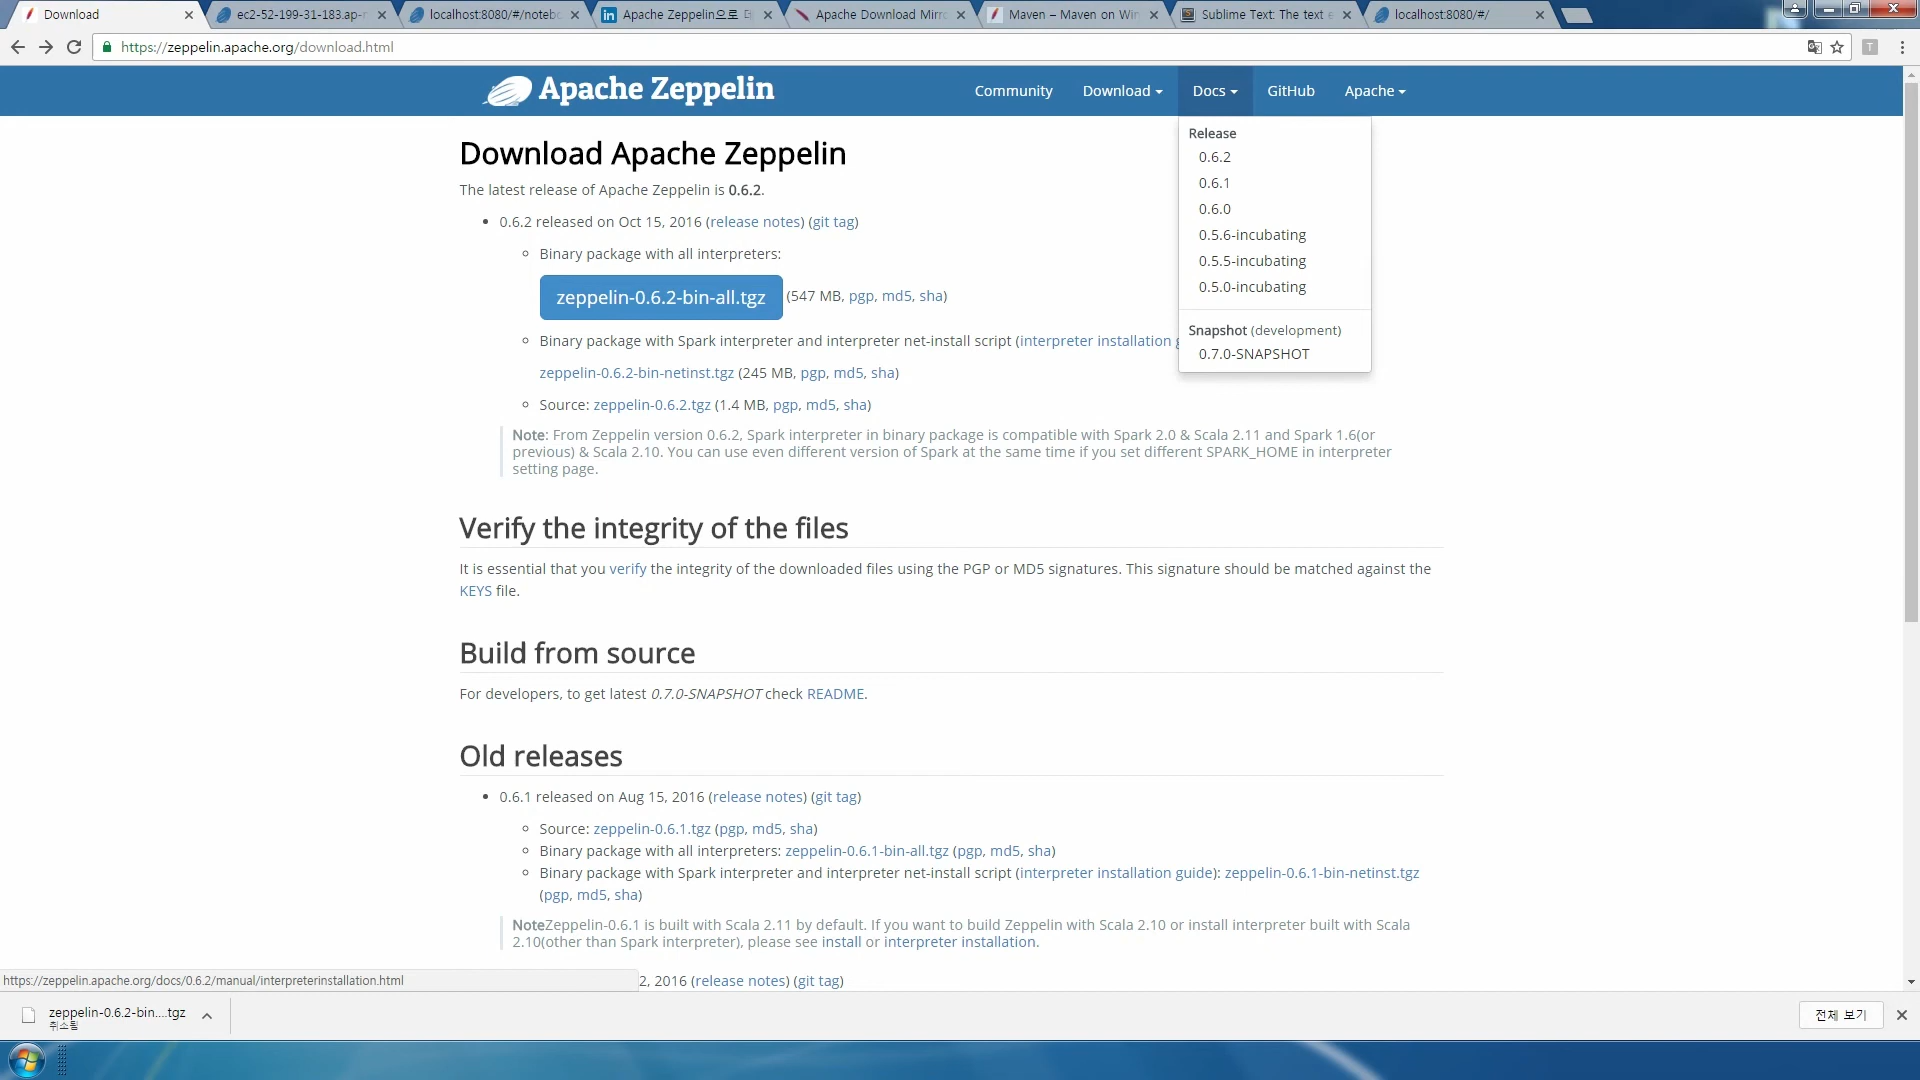 Download
ec2-52-199-31-183.ap-n
localhost:8080/#/notebo
Apache Zeppelin으로 데
Apache Download Mirro
Maven – Maven on Win
Sublime Text: The text e
localhost:8080/#/
https://zeppelin.apache.org/download.html
T
Apache Zeppelin
Community
Download
Docs
GitHub
Apache
Release
0.6.2
0.6.1
0.6.0
0.5.6-incubating
0.5.5-incubating
0.5.0-incubating
Snapshot (development)
0.7.0-SNAPSHOT
Download Apache Zeppelin
The latest release of Apache Zeppelin is 0.6.2.
0.6.2 released on Oct 15, 2016 (release notes) (git tag)
Binary package with all interpreters:
zeppelin-0.6.2-bin-all.tgz (547 MB, pgp, md5, sha)
Binary package with Spark interpreter and interpreter net-install script (interpreter installation
zeppelin-0.6.2-bin-netinst.tgz (245 MB, pgp, md5, sha)
Source: zeppelin-0.6.2.tgz (1.4 MB, pgp, md5, sha)
Note: From Zeppelin version 0.6.2, Spark interpreter in binary package is compatible with Spark 2.0 & Scala 2.11 and Spark 1.6(or
previous) & Scala 2.10. You can use even different version of Spark at the same time if you set different SPARK_HOME in interpreter
setting page.
Verify the integrity of the files
It is essential that you verify the integrity of the downloaded files using the PGP or MD5 signatures. This signature should be matched against the
KEYS file.
Build from source
For developers, to get latest 0.7.0-SNAPSHOT check README.
Old releases
0.6.1 released on Aug 15, 2016 (release notes) (git tag)
Source: zeppelin-0.6.1.tgz (pgp, md5, sha)
Binary package with all interpreters: zeppelin-0.6.1-bin-all.tgz (pgp, md5, sha)
Binary package with Spark interpreter and interpreter net-install script (interpreter installation guide): zeppelin-0.6.1-bin-netinst.tgz
(pgp, md5, sha)
NoteZeppelin-0.6.1 is built with Scala 2.11 by default. If you want to build Zeppelin with Scala 2.10 or install interpreter built with Scala
2.10(other than Spark interpreter), please see install or interpreter installation.
2, 2016 (release notes) (git tag)
https://zeppelin.apache.org/docs/0.6.2/manual/interpreterinstallation.html
zeppelin-0.6.2-bin....tgz
취소됨
전체 보기